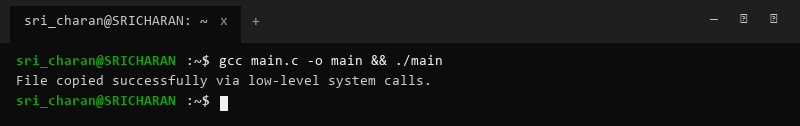 sri_charan@SRICHARAN: ~ x +
sri_charan@SRICHARAN :~$ gcc main.c -o main && ./main
File copied successfully via low-level system calls.
sri_charan@SRICHARAN :~$